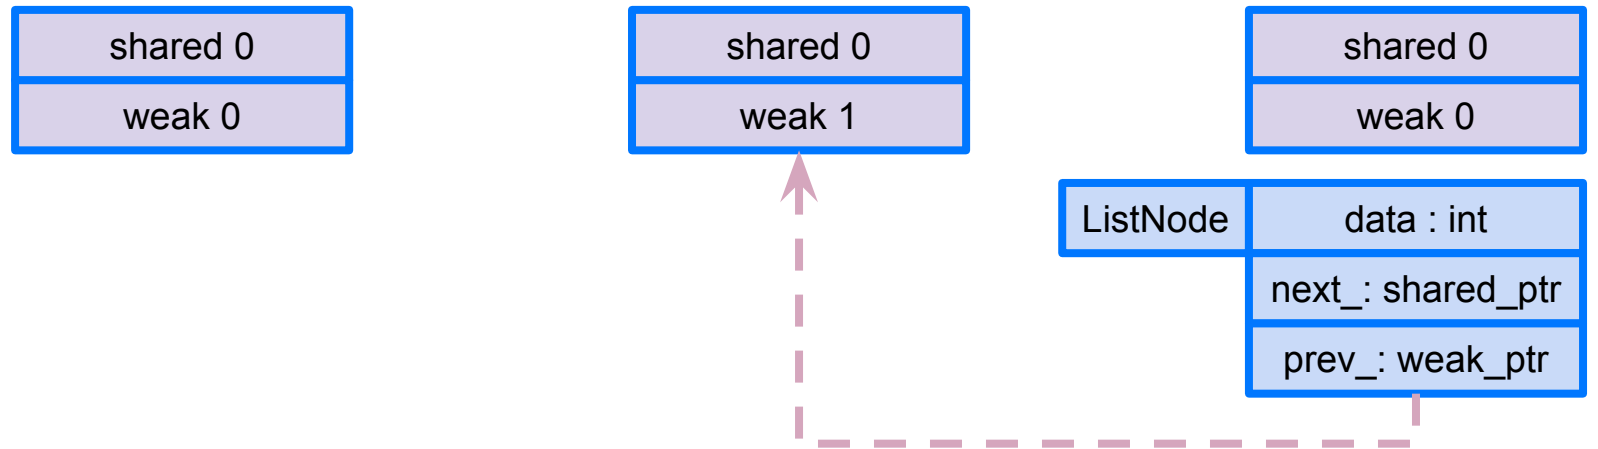 shared 0
weak 0
shared 0
weak 1
shared 0
weak 0
ListNode
data : int
next_: shared_ptr
prev_: weak_ptr